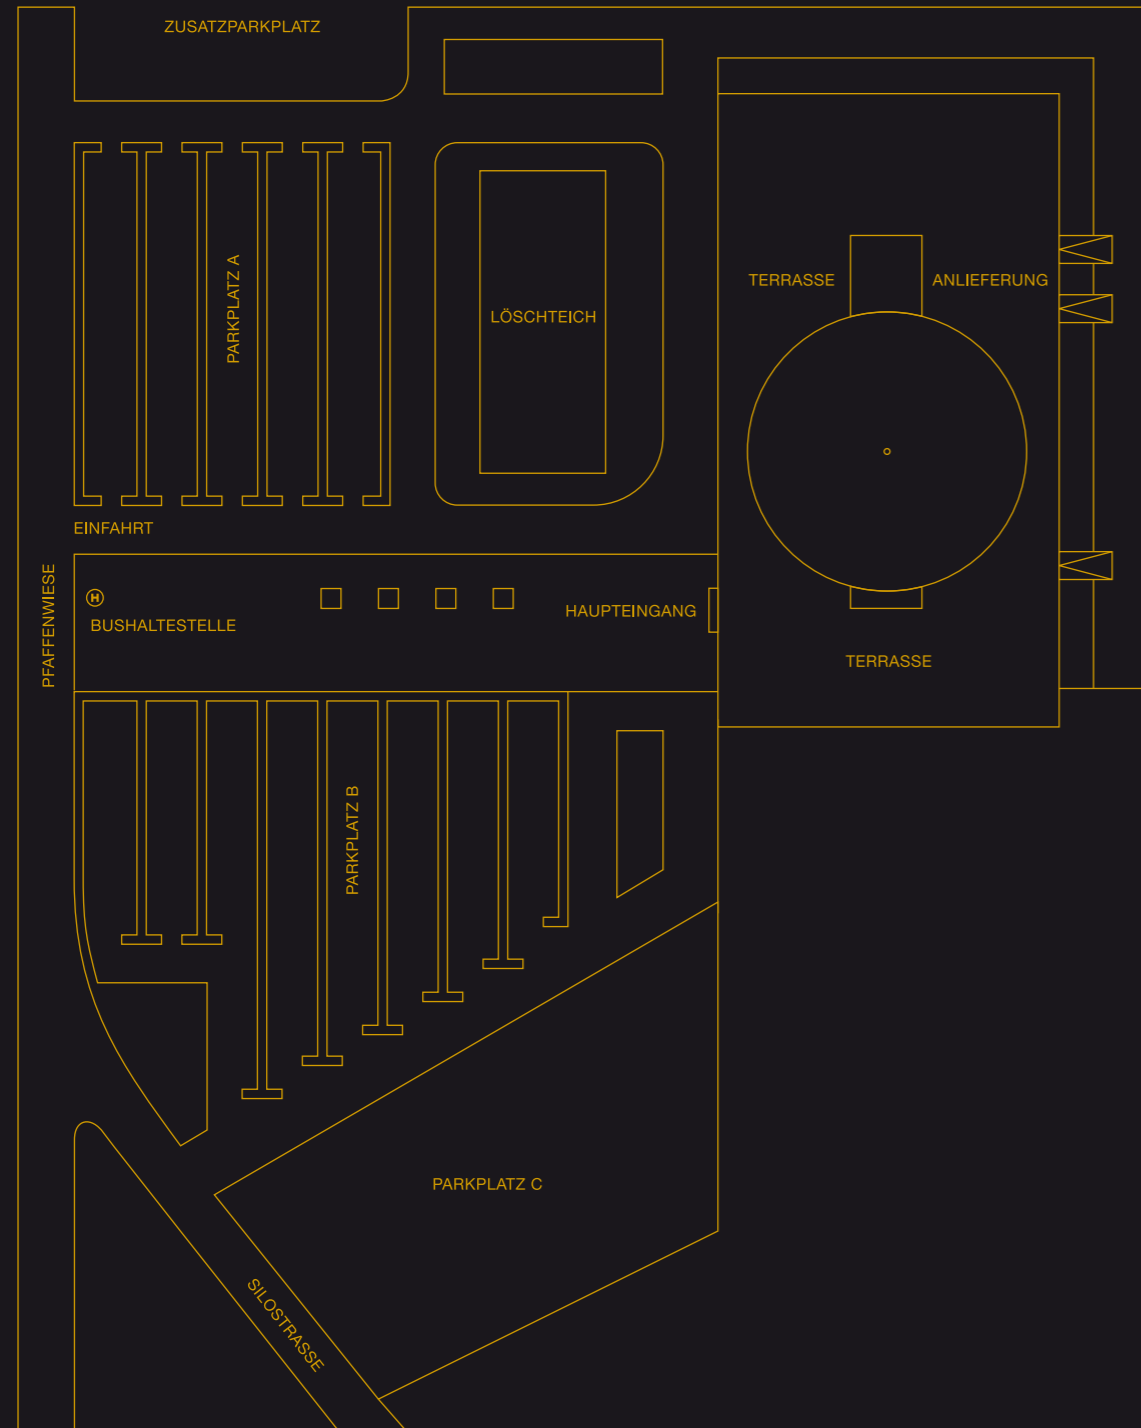 ZUSATZPARKPLATZ
PARKPLATZ A
LÖSCHTEICH
TERRASSE
ANLIEFERUNG
EINFAHRT
PFAFFENWIESE
H
BUSHALTESTELLE
HAUPTEINGANG
TERRASSE
PARKPLATZ B
PARKPLATZ C
SILOSTRASSE